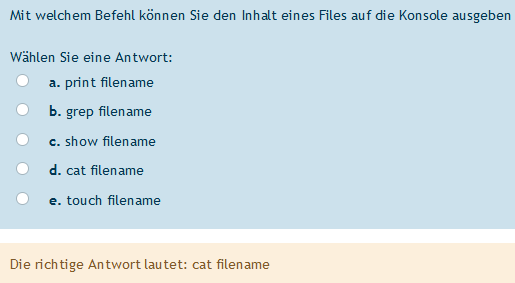 Mit welchem Befehl können Sie den Inhalt eines Files auf die Konsole ausgeben
Wählen Sie eine Antwort:
a. print filename
b. grep filename
c. show filename
d. cat filename
e. touch filename
Die richtige Antwort lautet: cat filename